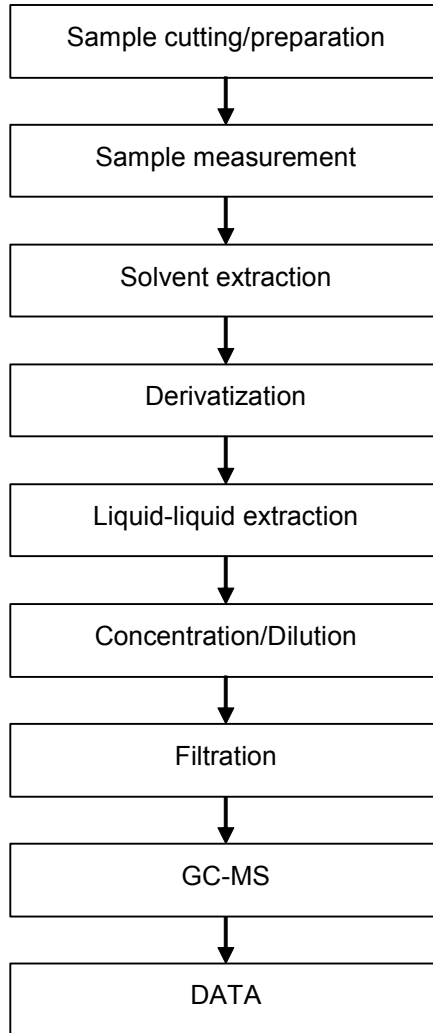 Sample cutting/preparation
Sample measurement
Solvent extraction
Derivatization
Liquid-liquid extraction
Concentration/Dilution
Filtration
GC-MS
DATA